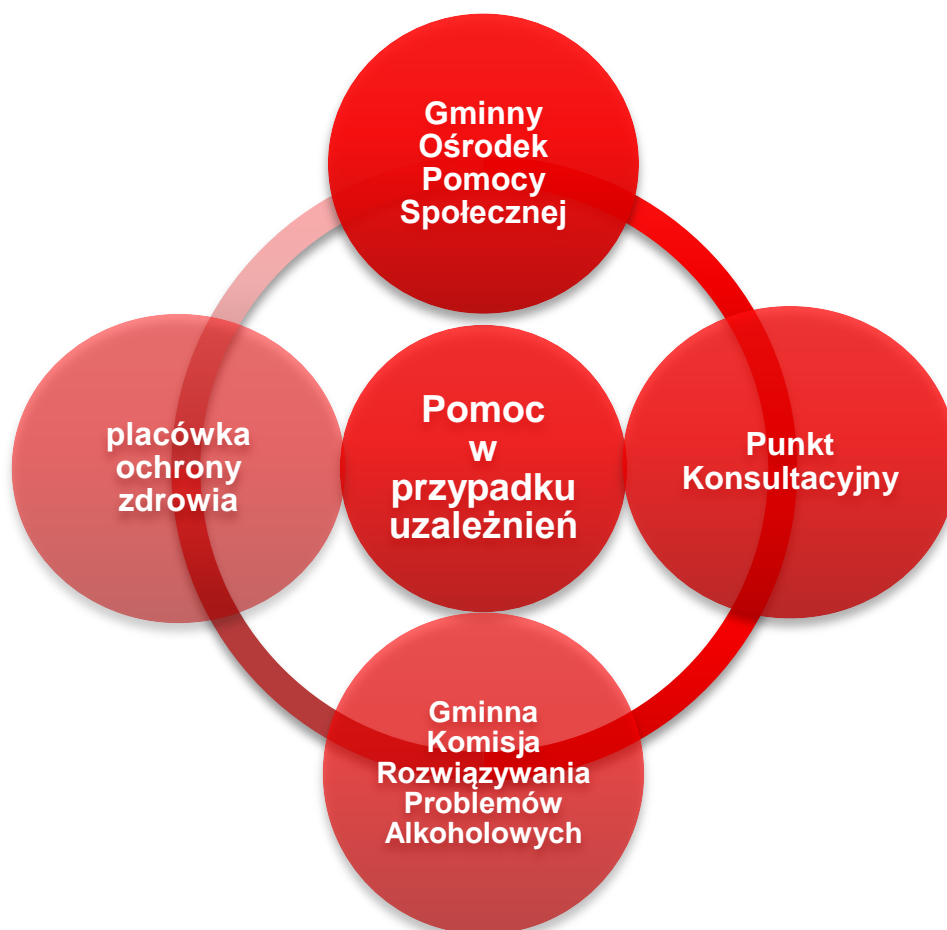 Gminny
Ośrodek
Pomocy
Społecznej
placówka
ochrony
zdrowia
Pomoc
w
przypadku
uzależnień
Punkt
Konsultacyjny
Gminna
Komisja
Rozwiązywania
Problemów
Alkoholowych